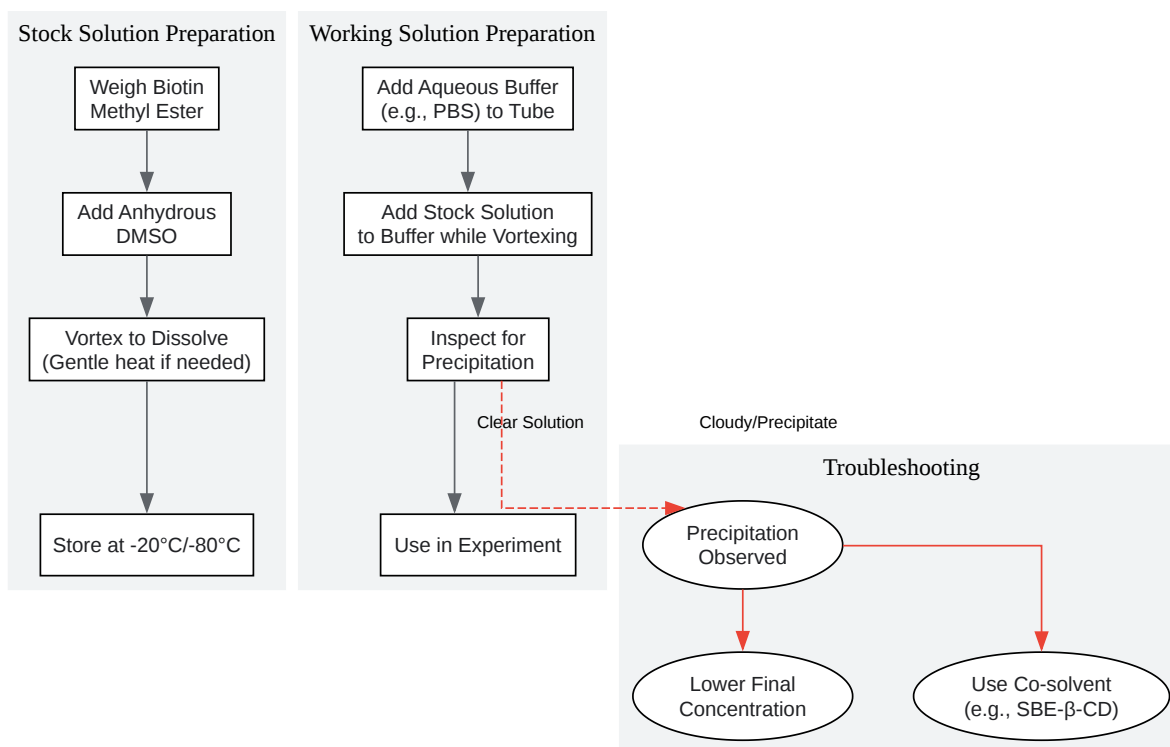 Stock Solution Preparation
Weigh Biotin
Methyl Ester
Add Anhydrous
DMSO
Vortex to Dissolve
(Gentle heat if needed)
Store at -20°C/-80°C
Working Solution Preparation
Add Aqueous Buffer
(e.g., PBS) to Tube
Add Stock Solution
to Buffer while Vortexing
Inspect for
Precipitation
Clear Solution
Use in Experiment
Cloudy/Precipitate
Troubleshooting
Precipitation
Observed
Lower Final
Concentration
Use Co-solvent
(e.g., SBE-β-CD)